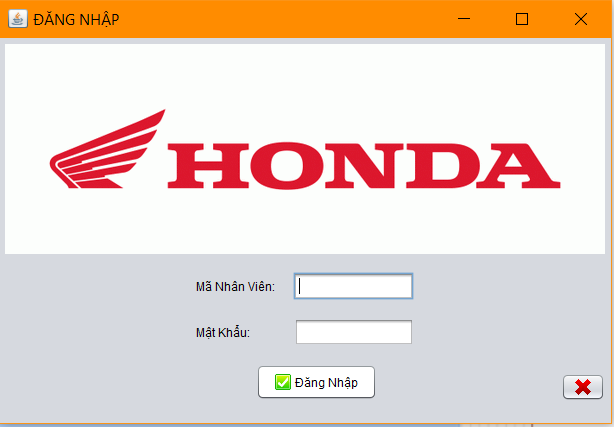 ĐĂNG NHẬP
HONDA
Mã Nhân Viên:
Mật Khẩu:
Đăng Nhập